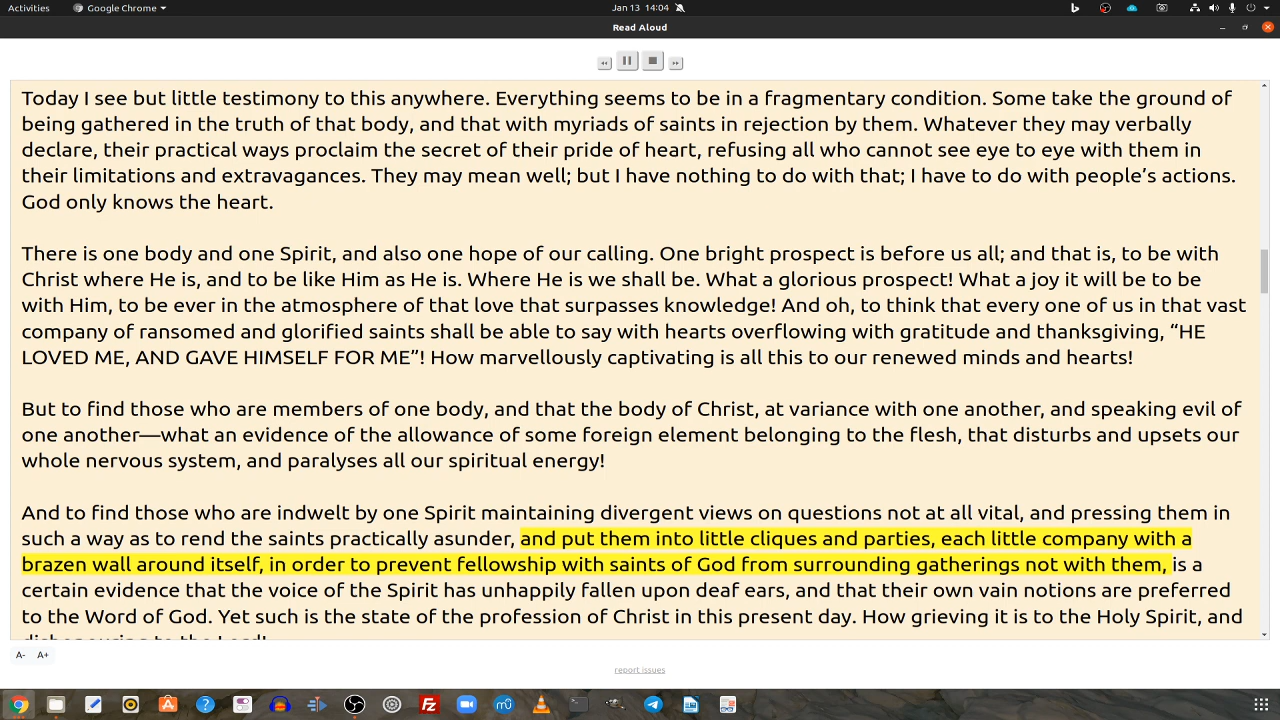 Activities
Google Chrome
Jan 13 14:04
Read Aloud
Today I see but little testimony to this anywhere. Everything seems to be in a fragmentary condition. Some take the ground of
being gathered in the truth of that body, and that with myriads of saints in rejection by them. Whatever they may verbally
declare, their practical ways proclaim the secret of their pride of heart, refusing all who cannot see eye to eye with them in
their limitations and extravagances. They may mean well; but I have nothing to do with that; I have to do with people’s actions.
God only knows the heart.
There is one body and one Spirit, and also one hope of our calling. One bright prospect is before us all; and that is, to be with
Christ where He is, and to be like Him as He is. Where He is we shall be. What a glorious prospect! What a joy it will be to be
with Him, to be ever in the atmosphere of that love that surpasses knowledge! And oh, to think that every one of us in that vast
company of ransomed and glorified saints shall be able to say with hearts overflowing with gratitude and thanksgiving, “HE
LOVED ME, AND GAVE HIMSELF FOR ME”! How marvellously captivating is all this to our renewed minds and hearts!
But to find those who are members of one body, and that the body of Christ, at variance with one another, and speaking evil of
one another—what an evidence of the allowance of some foreign element belonging to the flesh, that disturbs and upsets our
whole nervous system, and paralyses all our spiritual energy!
And to find those who are indwelt by one Spirit maintaining divergent views on questions not at all vital, and pressing them in
such a way as to rend the saints practically asunder, and put them into little cliques and parties, each little company with a
brazen wall around itself, in order to prevent fellowship with saints of God from surrounding gatherings not with them, is a
certain evidence that the voice of the Spirit has unhappily fallen upon deaf ears, and that their own vain notions are preferred
to the Word of God. Yet such is the state of the profession of Christ in this present day. How grieving it is to the Holy Spirit, and
dishonouring to the Lord!
A- A+
report issues